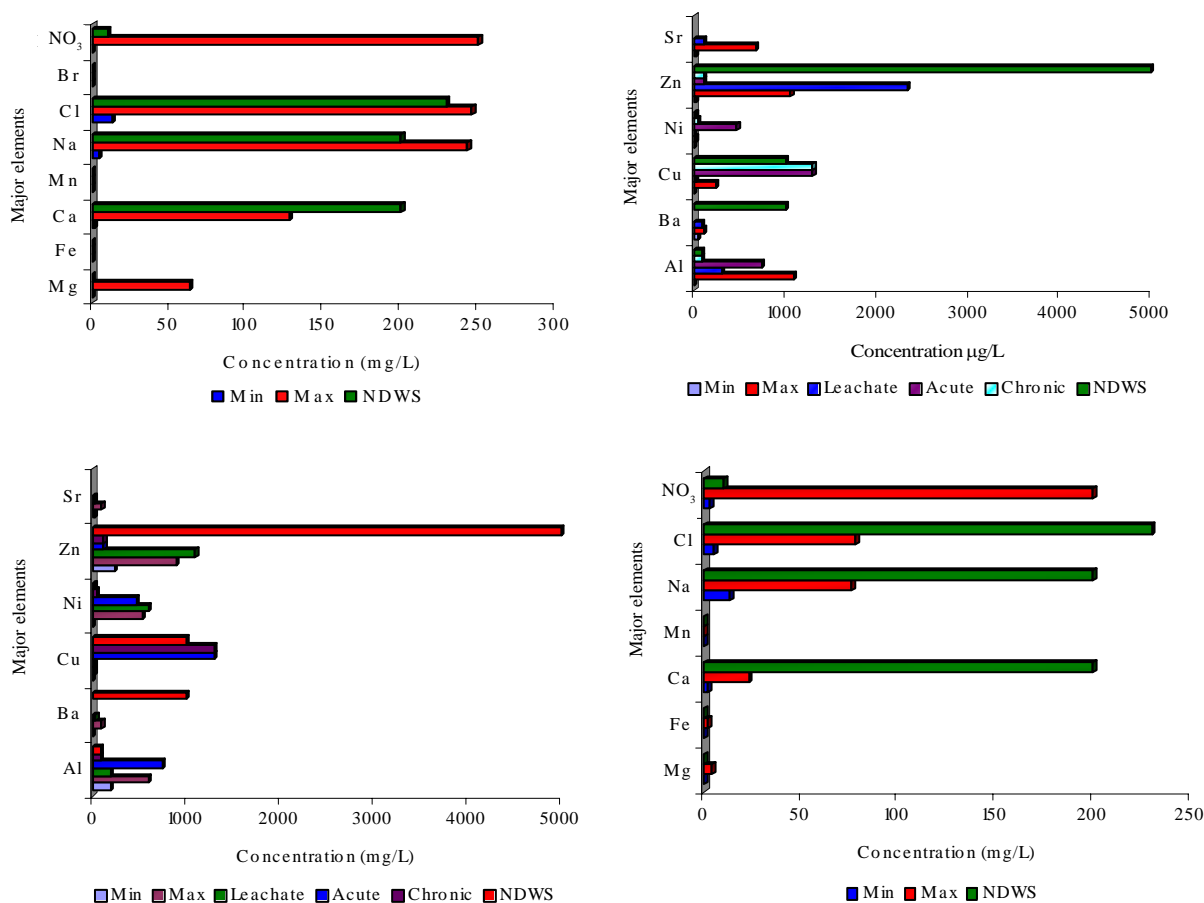 NO3
Br
Cl
Na
Mn
Ca
Fe
Mg
Major elements
0 50 100 150 200 250 300
Concentration (mg/L)
Min Max NDWS
Sr
Zn
Ni
Cu
Ba
Al
Major elements
0 1000 2000 3000 4000 5000
Concentration µg/L
Min Max Leachate Acute Chronic NDWS
Sr
Zn
Ni
Cu
Ba
Al
Major elements
0 1000 2000 3000 4000 5000
Concentration (mg/L)
Min Max Leachate Acute Chronic NDWS
NO3
Cl
Na
Mn
Ca
Fe
Mg
Major elements
0 50 100 150 200 250
Concentration (mg/L)
Min Max NDWS